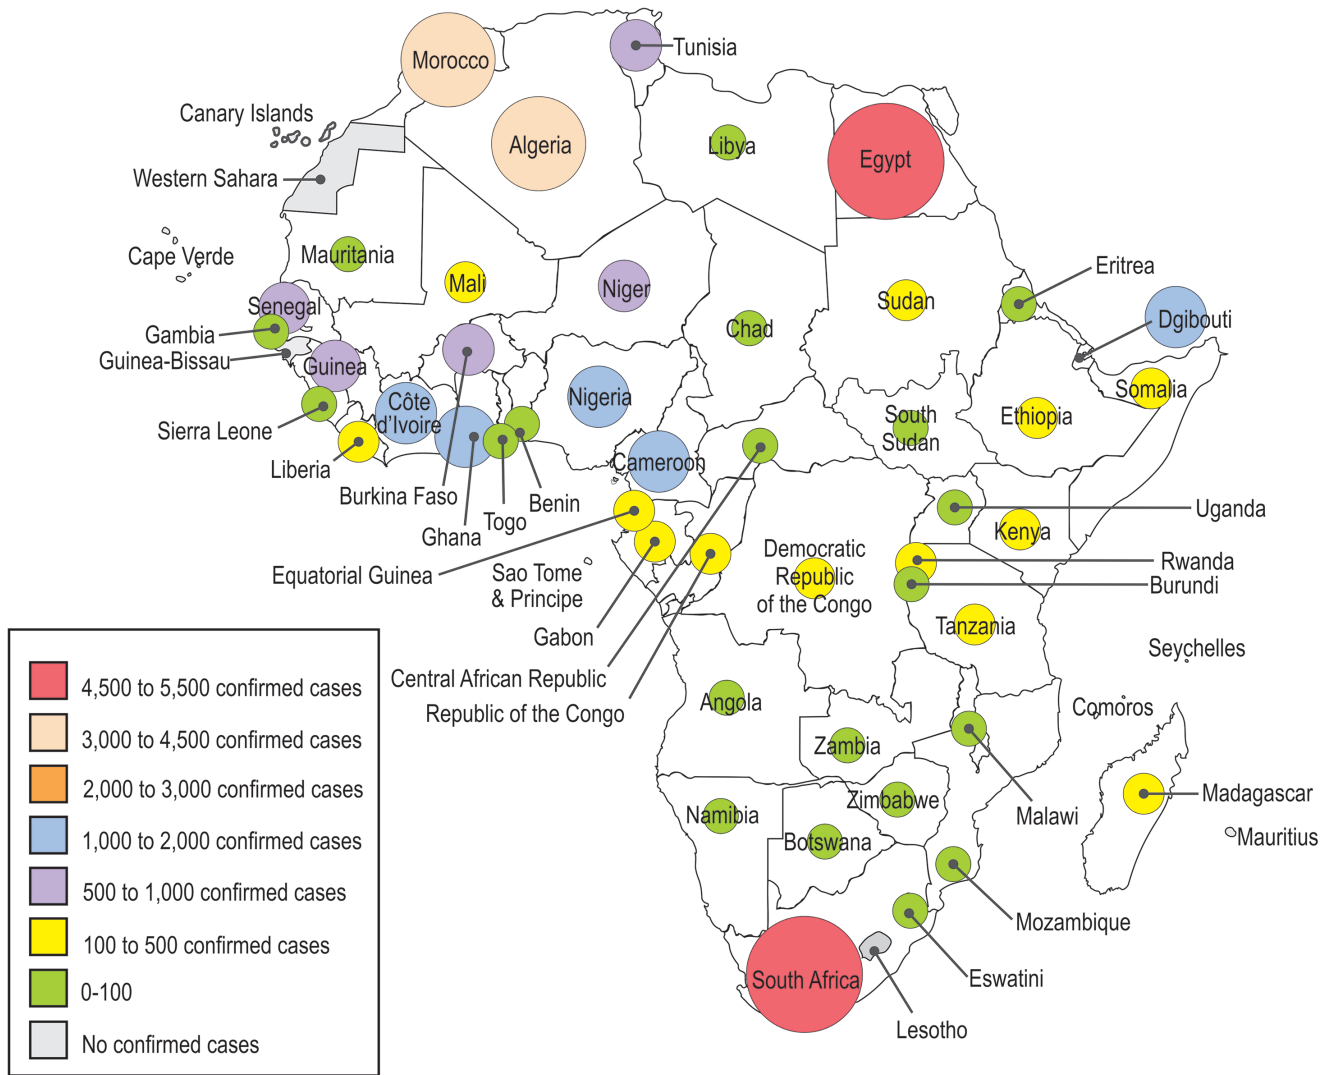 Morocco
Tunisia
Canary Islands
Algeria
Libya
Egypt
Western Sahara
Cape Verde
Mauritania
Mali
Niger
Chad
Sudan
Eritrea
Dgibouti
Senegal
Gambia
Guinea-Bissau
Guinea
Côte
d'Ivoire
Nigeria
South
Sudan
Ethiopia
Somalia
Sierra Leone
Liberia
Burkina Faso
Ghana
Togo
Benin
Cameroon
Equatorial Guinea
Sao Tome
& Principe
Gabon
Central African Republic
Republic of the Congo
Democratic
Republic
of the Congo
Uganda
Kenya
Rwanda
Burundi
Tanzania
Seychelles
Comoros
Angola
Zambia
Malawi
Madagascar
Mauritius
Namibia
Zimbabwe
Botswana
Mozambique
Eswatini
South Africa
Lesotho
4,500 to 5,500 confirmed cases
3,000 to 4,500 confirmed cases
2,000 to 3,000 confirmed cases
1,000 to 2,000 confirmed cases
500 to 1,000 confirmed cases
100 to 500 confirmed cases
0-100
No confirmed cases